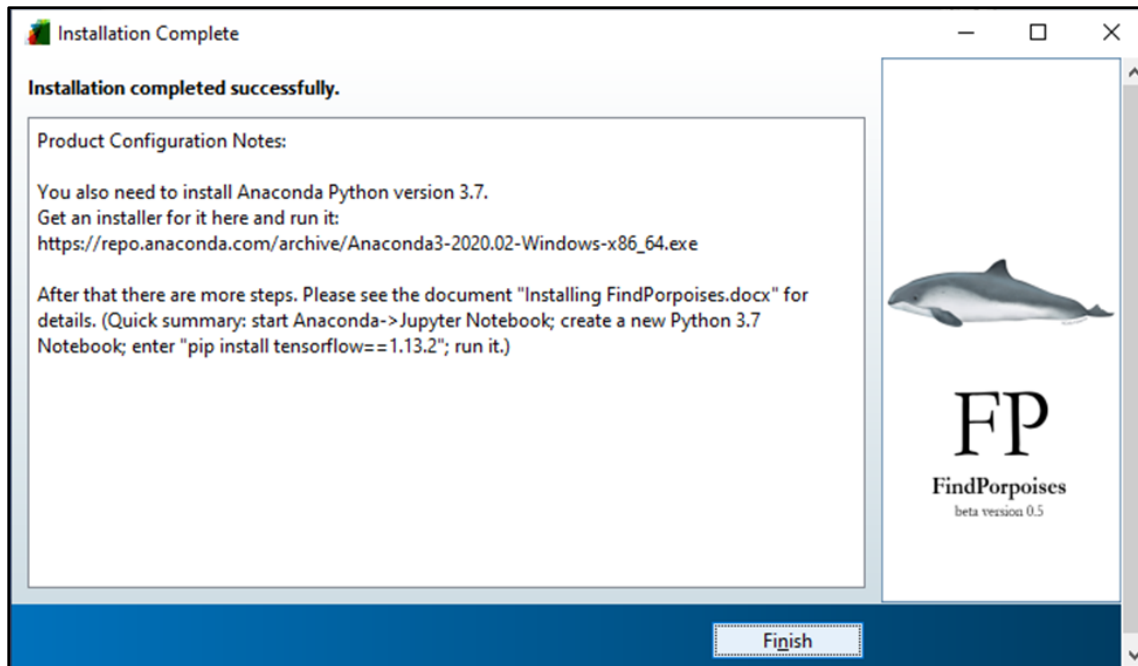 Installation Complete
Installation completed successfully.
Product Configuration Notes:
You also need to install Anaconda Python version 3.7.
Get an installer for it here and run it:
https://repo.anaconda.com/archive/Anaconda3-2020.02-Windows-x86_64.exe
After that there are more steps. Please see the document "Installing FindPorpoises.docx" for
details. (Quick summary: start Anaconda->Jupyter Notebook; create a new Python 3.7
Notebook; enter "pip install tensorflow==1.13.2"; run it.)
FP
FindPorpoises
beta version 0.5
Finish